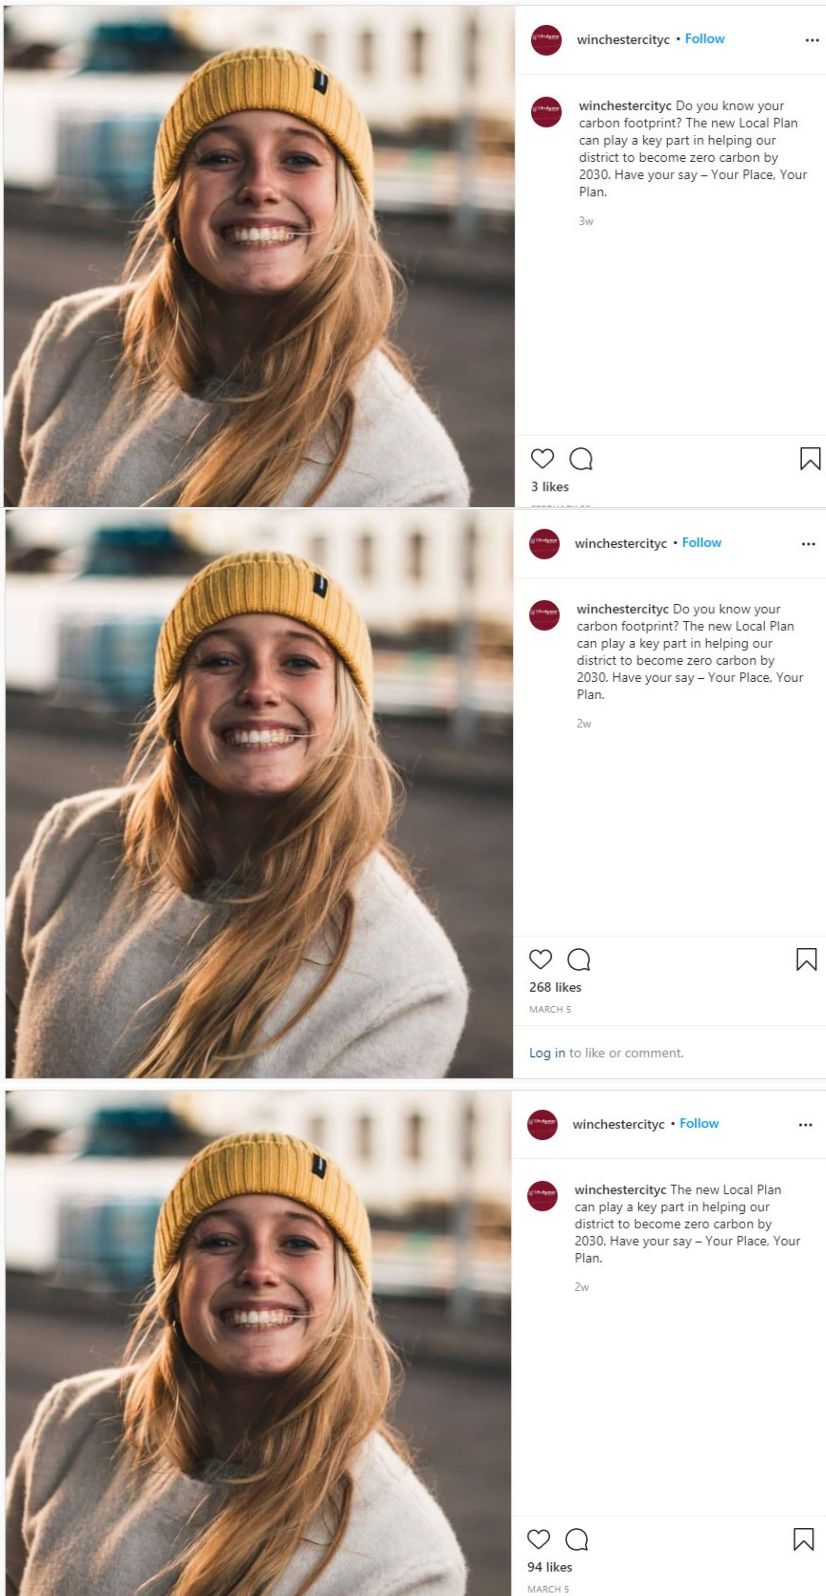 winchestercityc • Follow
winchestercityc Do you know your
carbon footprint? The new Local Plan
can play a key part in helping our
district to become zero carbon by
2030. Have your say – Your Place, Your
Plan.
3w
3 likes
winchestercityc • Follow
winchestercityc Do you know your
carbon footprint? The new Local Plan
can play a key part in helping our
district to become zero carbon by
2030. Have your say – Your Place, Your
Plan.
2w
268 likes
MARCH 5
Log in to like or comment.
winchestercityc • Follow
winchestercityc The new Local Plan
can play a key part in helping our
district to become zero carbon by
2030. Have your say – Your Place, Your
Plan.
2w
94 likes
MARCH 5